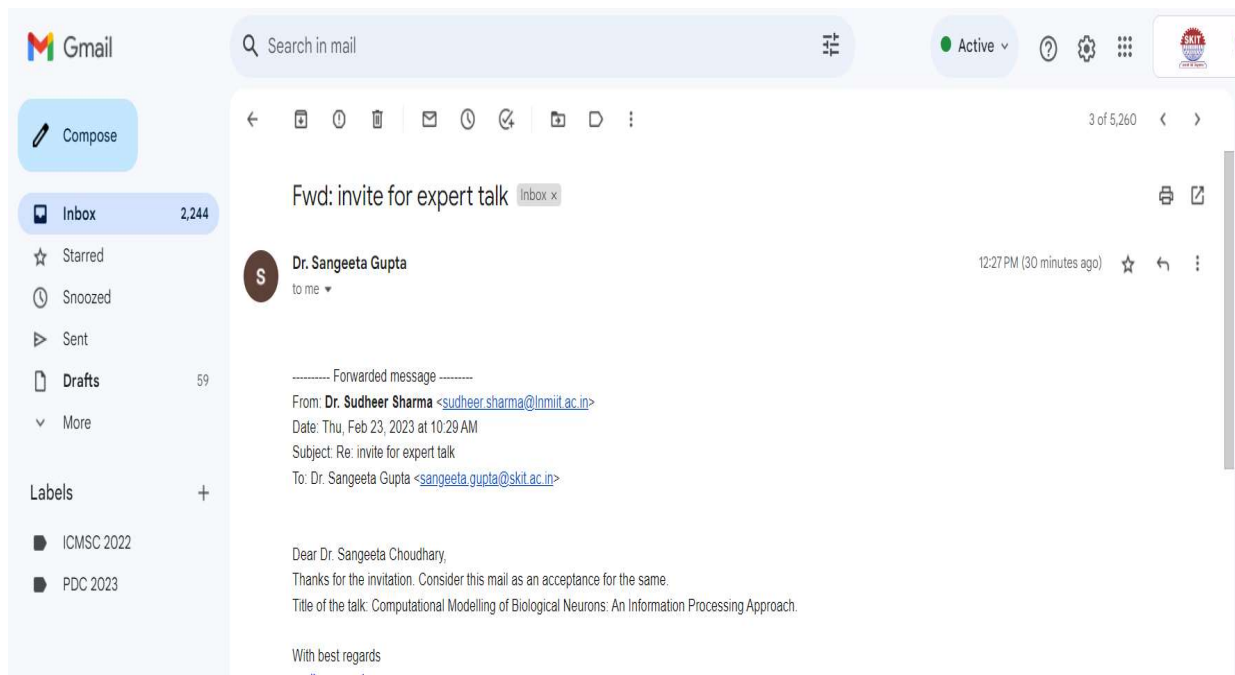 Gmail
Search in mail
Active
SKIT
Compose
3 of 5,260
Fwd: invite for expert talk Inbox x
Inbox 2,244
Starred
Snoozed
Sent
Drafts 59
More
Labels +
ICMSC 2022
PDC 2023
S
Dr. Sangeeta Gupta
12:27 PM (30 minutes ago)
to me
---------- Forwarded message ---------
From: Dr. Sudheer Sharma <sudheer.sharma@lnmiit.ac.in>
Date: Thu, Feb 23, 2023 at 10:29 AM
Subject: Re: invite for expert talk
To: Dr. Sangeeta Gupta <sangeeta.gupta@skit.ac.in>
Dear Dr. Sangeeta Choudhary,
Thanks for the invitation. Consider this mail as an acceptance for the same.
Title of the talk: Computational Modelling of Biological Neurons: An Information Processing Approach.
With best regards